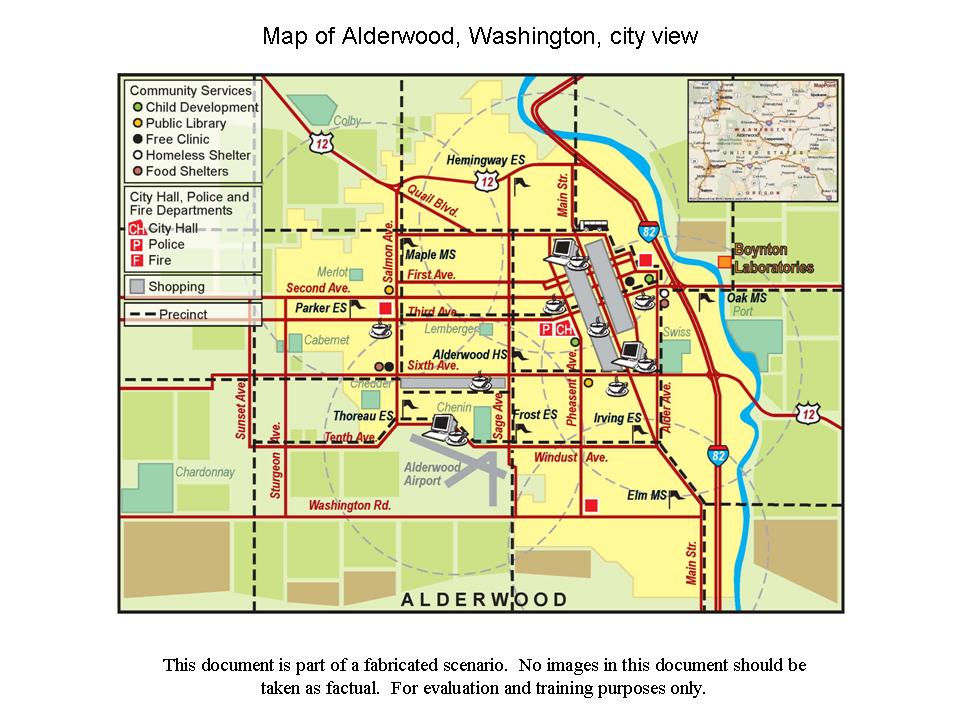 Map of Alderwood, Washington, city view
Community Services
Child Development
Public Library
Free Clinic
Homeless Shelter
Food Shelters
City Hall, Police and
Fire Departments
CH City Hall
P Police
F Fire
Shopping
Precinct
Colby
12
Hemingway ES
12
Quail Blvd.
Main Str.
82
MapPoint
WASHINGTON
UNITED STATES
OREGON
Boynton
Laboratories
Salmon Ave.
Maple MS
First Ave.
Merlot
Second Ave.
Parker ES
Third Ave.
Oak MS
Port
Lemberger
P CH
Swiss
Cabernet
Alderwood HS
Sixth Ave.
Pheasent Ave.
Chedder
Sunset Ave.
Thoreau ES
Chenin
Sage Ave.
Frost ES
Irving ES
Alder Ave.
12
Tenth Ave.
Sturgeon Ave.
Windust Ave.
82
Chardonnay
Alderwood
Airport
Elm MS
Washington Rd.
Main Str.
ALDERWOOD
This document is part of a fabricated scenario. No images in this document should be
taken as factual. For evaluation and training purposes only.